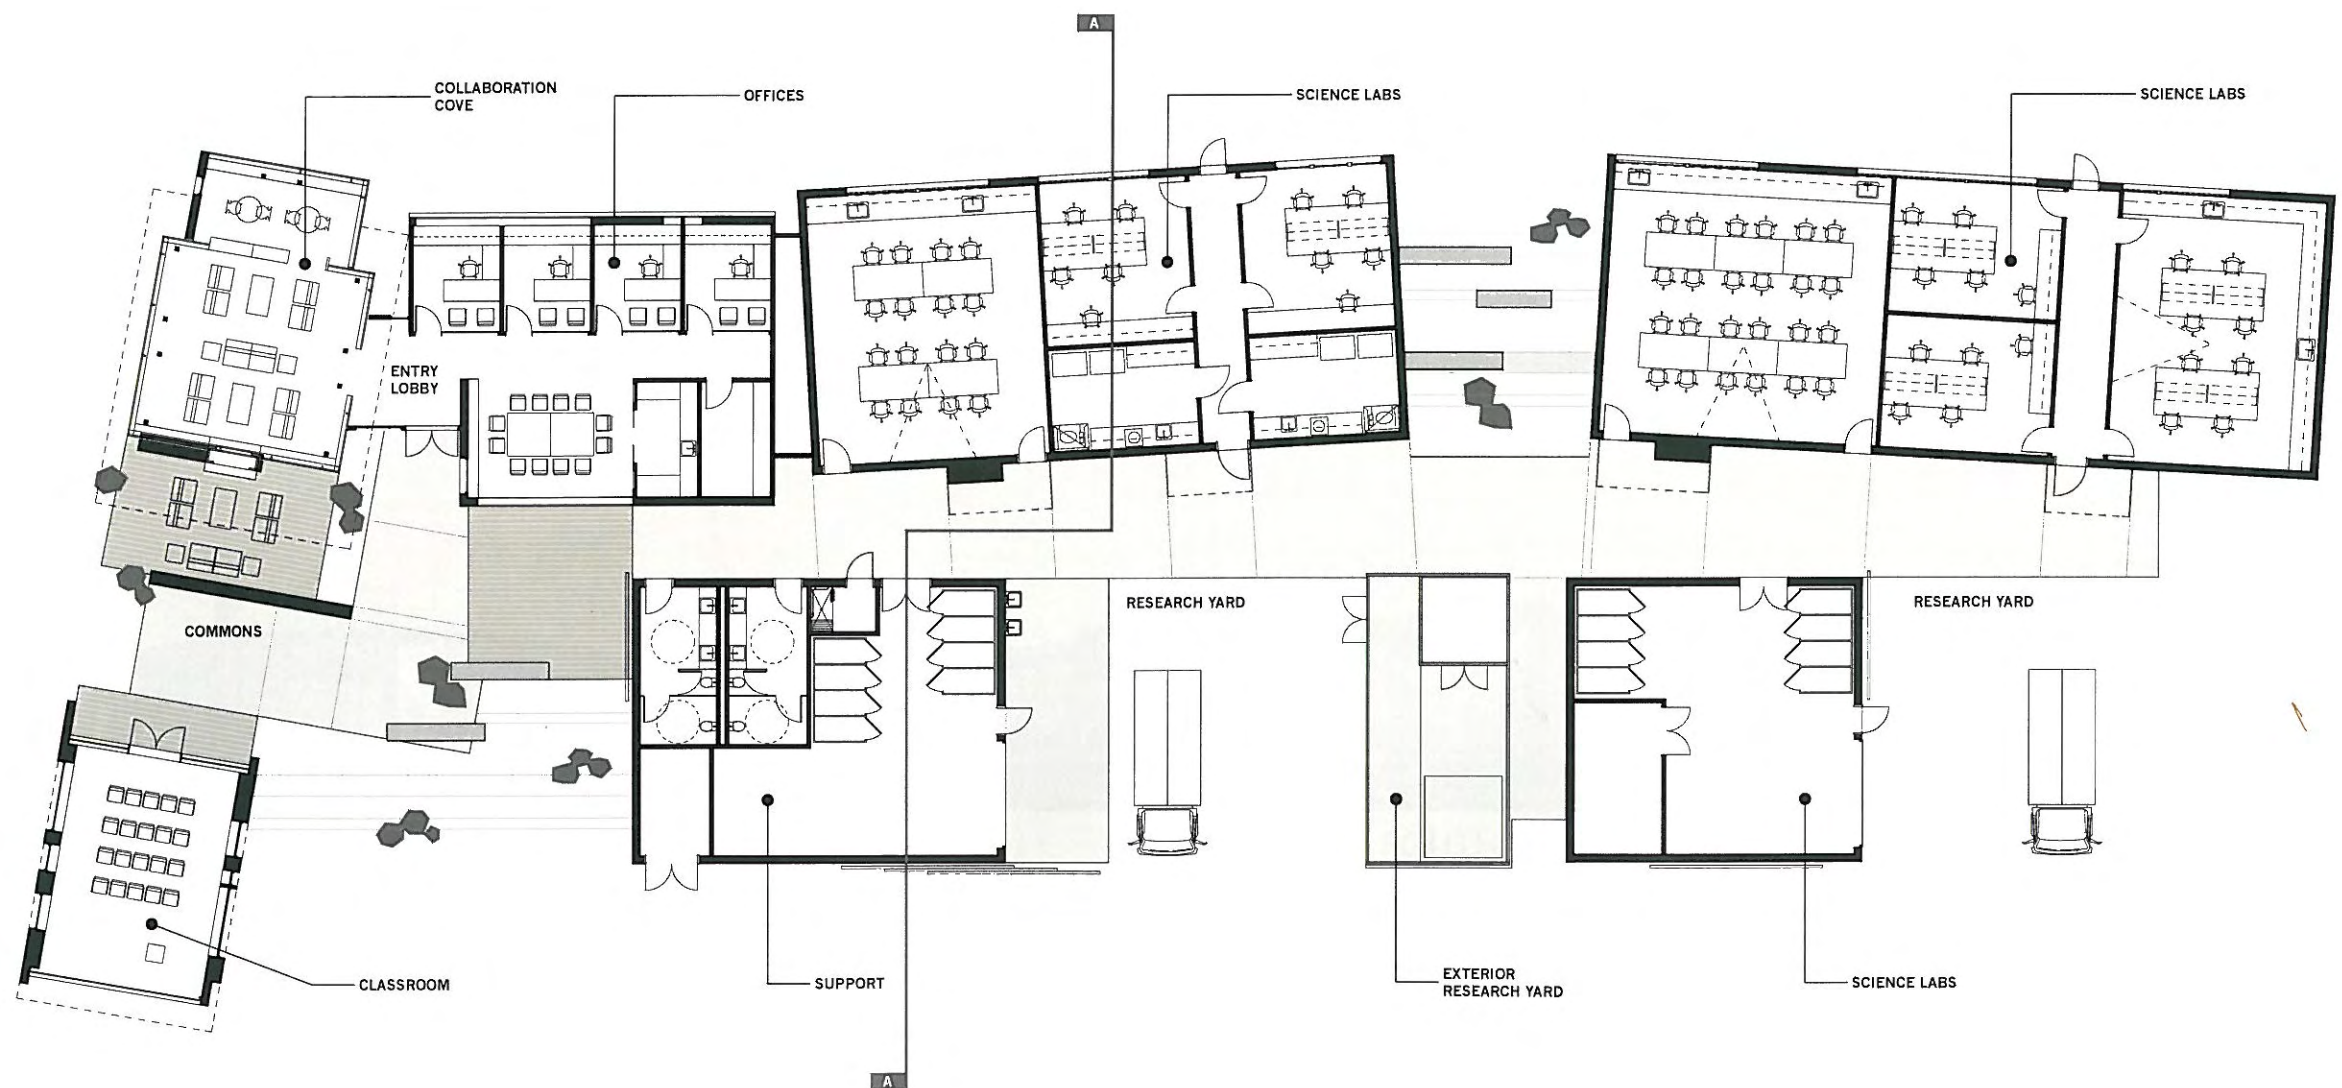 A
COLLABORATION
COVE
OFFICES
SCIENCE LABS
SCIENCE LABS
ENTRY
LOBBY
RESEARCH YARD
RESEARCH YARD
COMMONS
CLASSROOM
SUPPORT
EXTERIOR
RESEARCH YARD
SCIENCE LABS
A